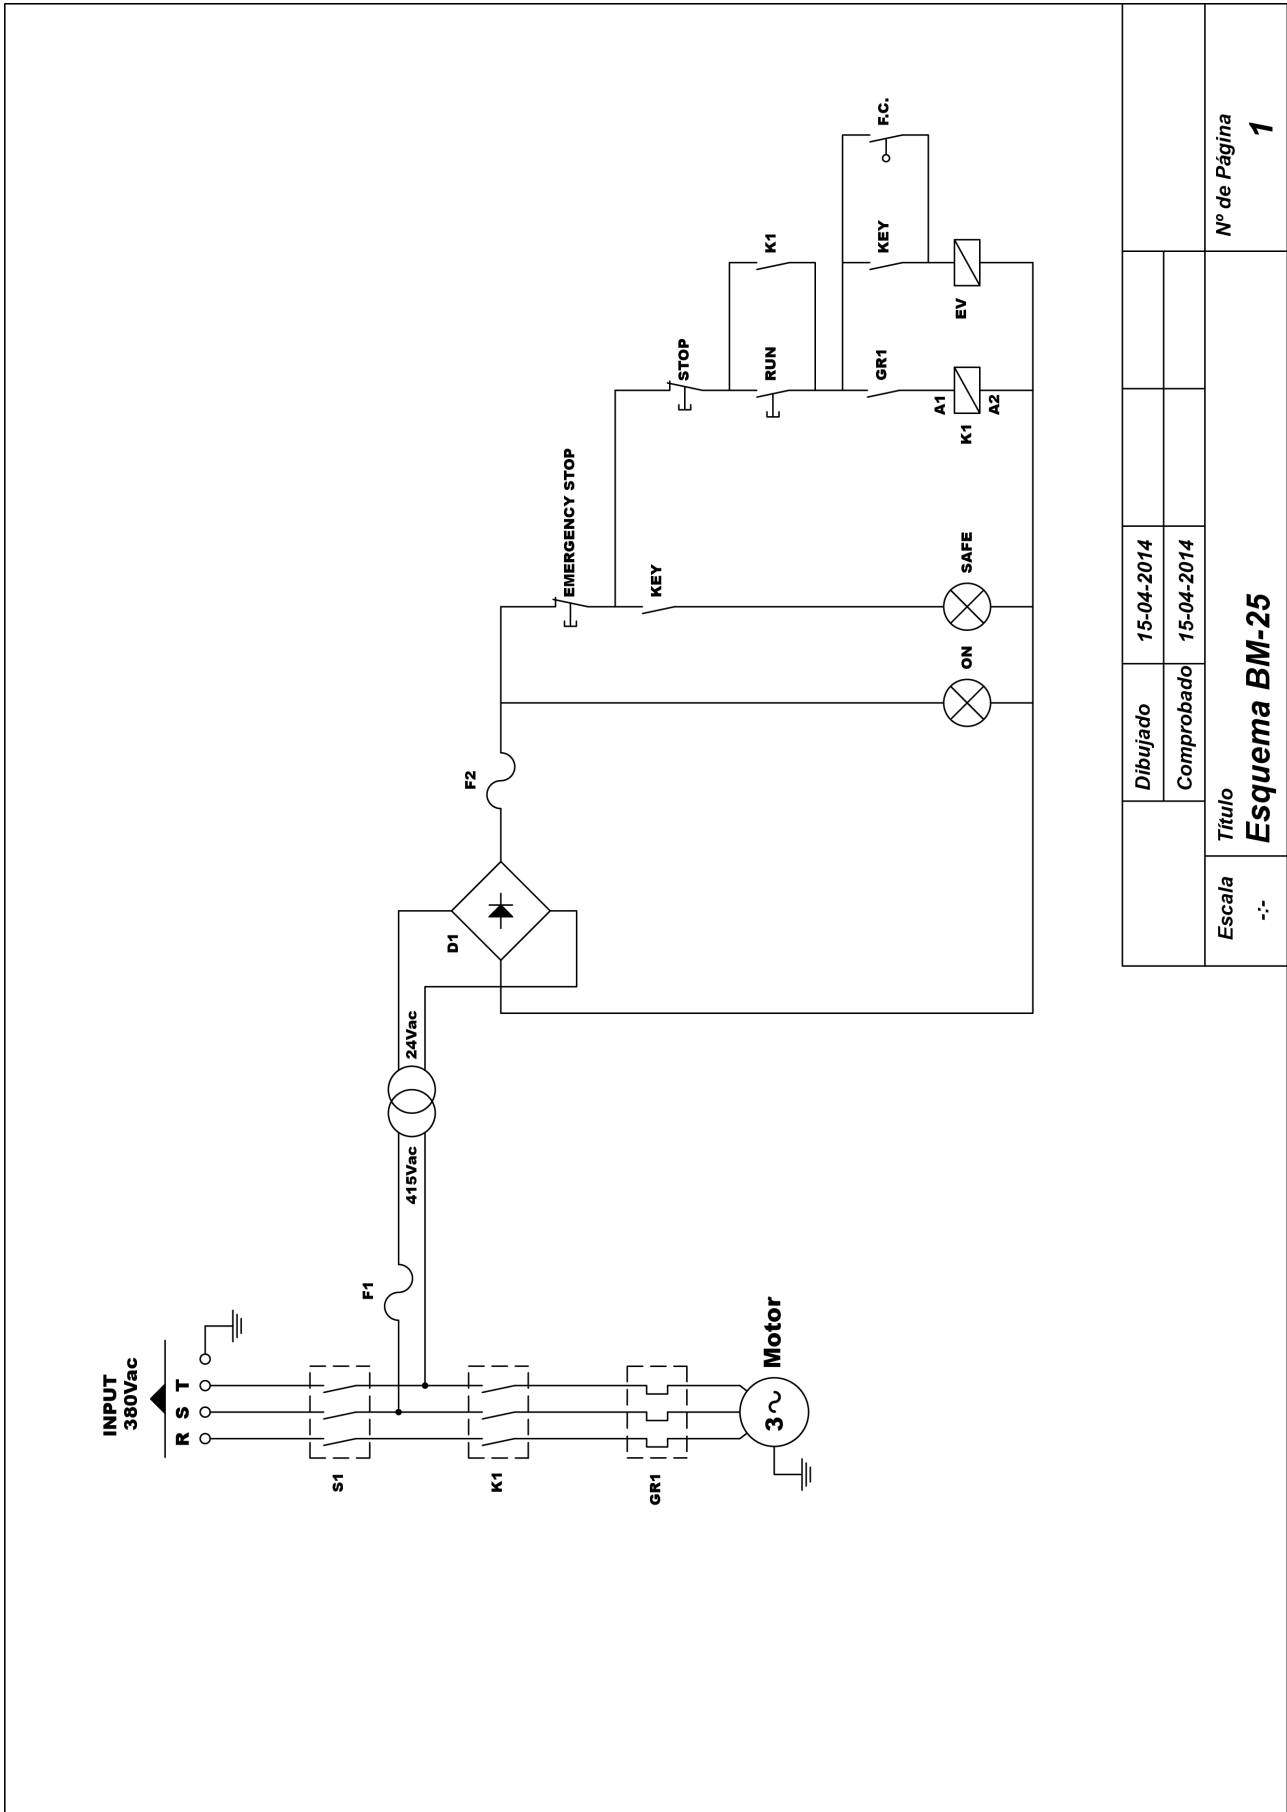 INPUT
380Vac
R S T
S1
K1
GR1
Motor
3~
F1
415Vac
24Vac
D1
F2
EMERGENCY STOP
KEY
ON
SAFE
STOP
RUN
K1
GR1
A1
K1
A2
KEY
F.C.
EV
Dibujado 15-04-2014
Comprobado 15-04-2014
Escala
-:-
Título
Esquema BM-25
Nº de Página
1